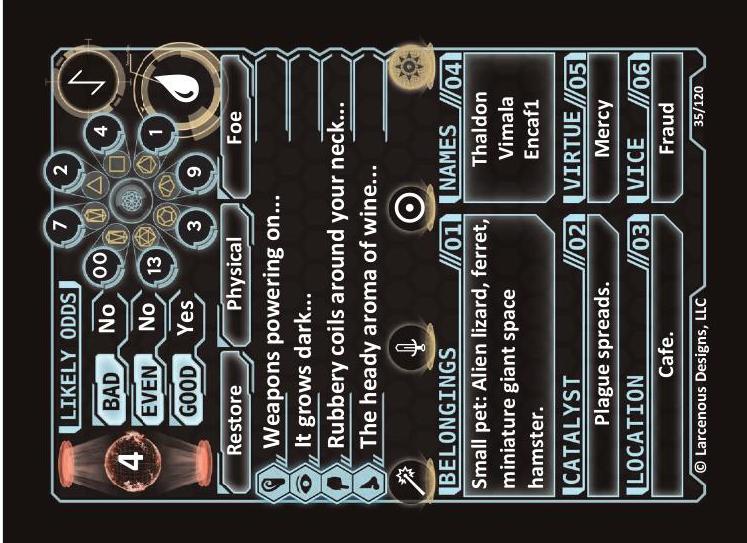 4
LIKELY ODDS
BAD No
EVEN No
GOOD Yes
00
7
2
4
1
9
3
13
Restore
Physical
Foe
Weapons powering on...
It grows dark...
Rubbery coils around your neck...
The heady aroma of wine...
BELONGINGS //01
Small pet: Alien lizard, ferret,
miniature giant space
hamster.
CATALYST //02
Plague spreads.
LOCATION //03
Cafe.
NAMES //04
Thaldon
Vimala
Encaf1
VIRTUE //05
Mercy
VICE //06
Fraud
© Larcenous Designs, LLC
35/120